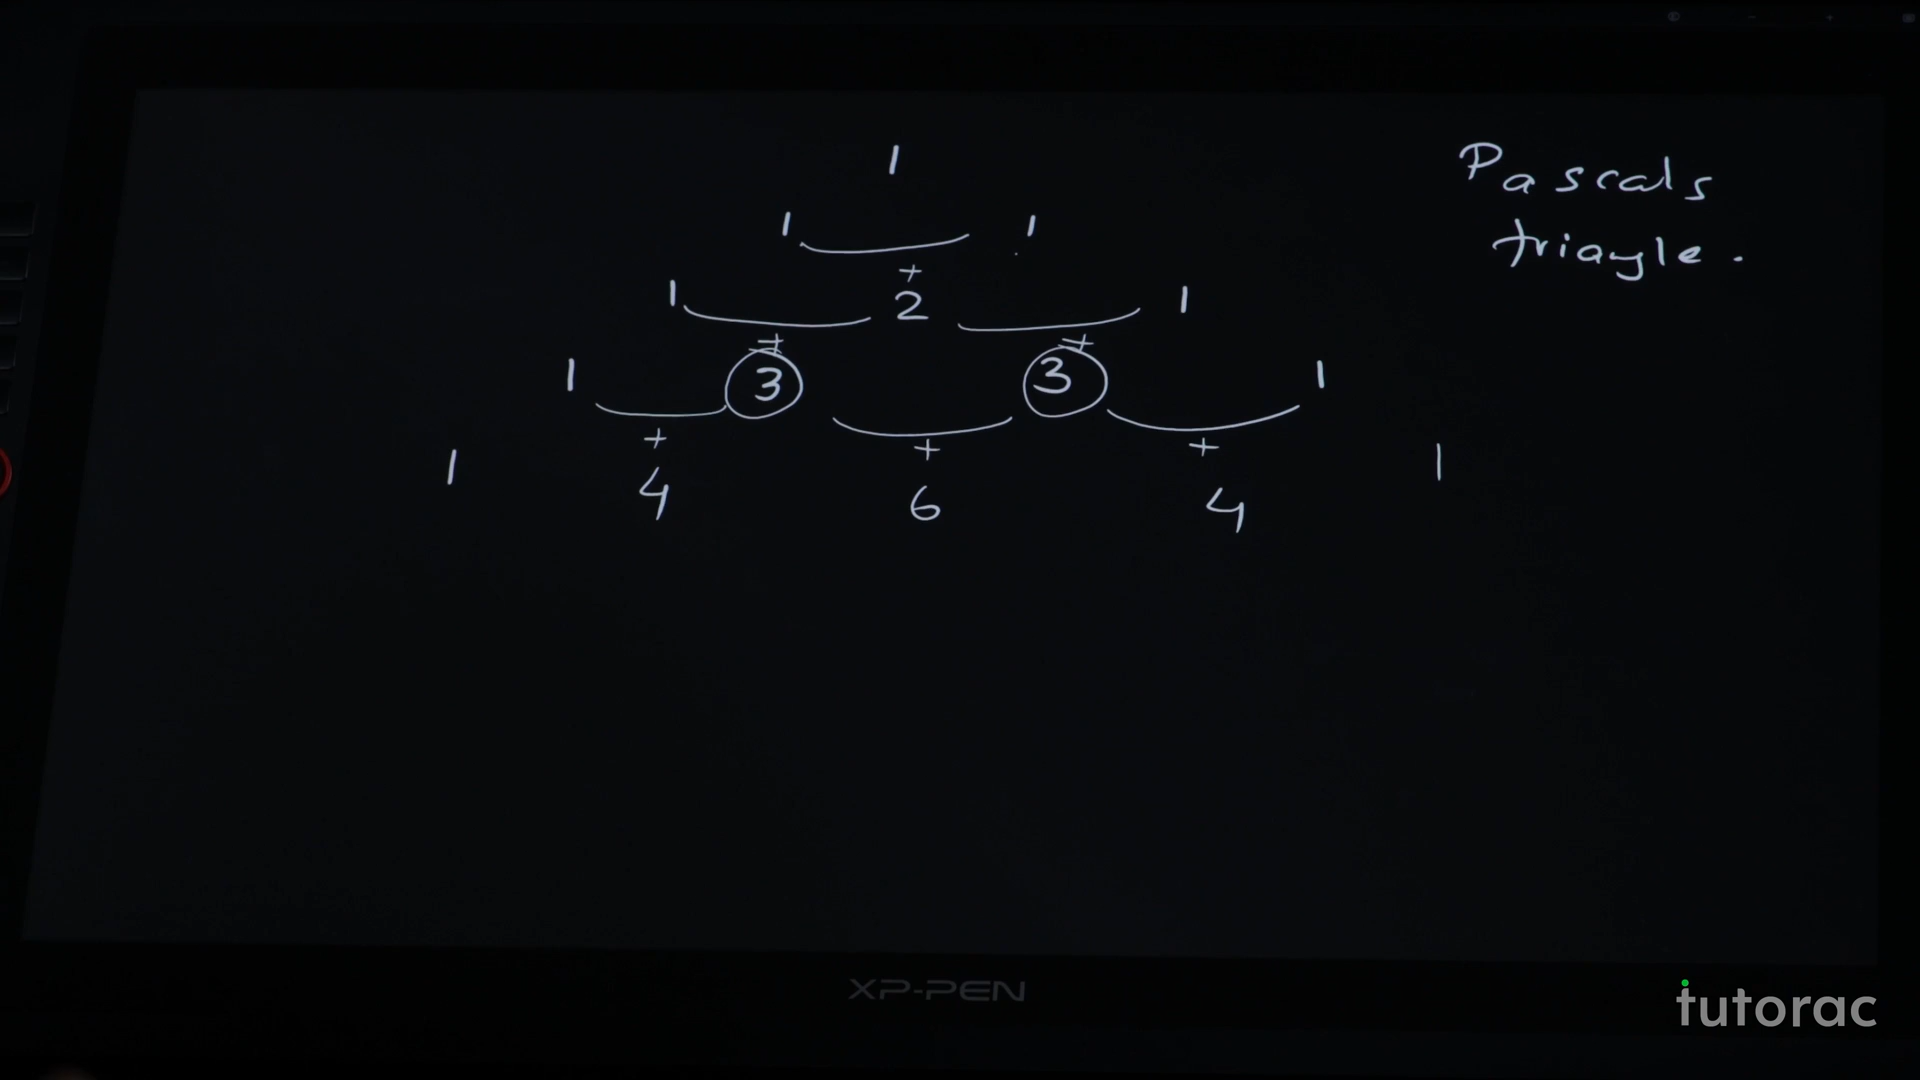 1
Pascals
1 1
triangle.
+
1 2 1
+ +
1 3 3 1
+ + +
1 4 6 4 1
XP-PEN
tutorac